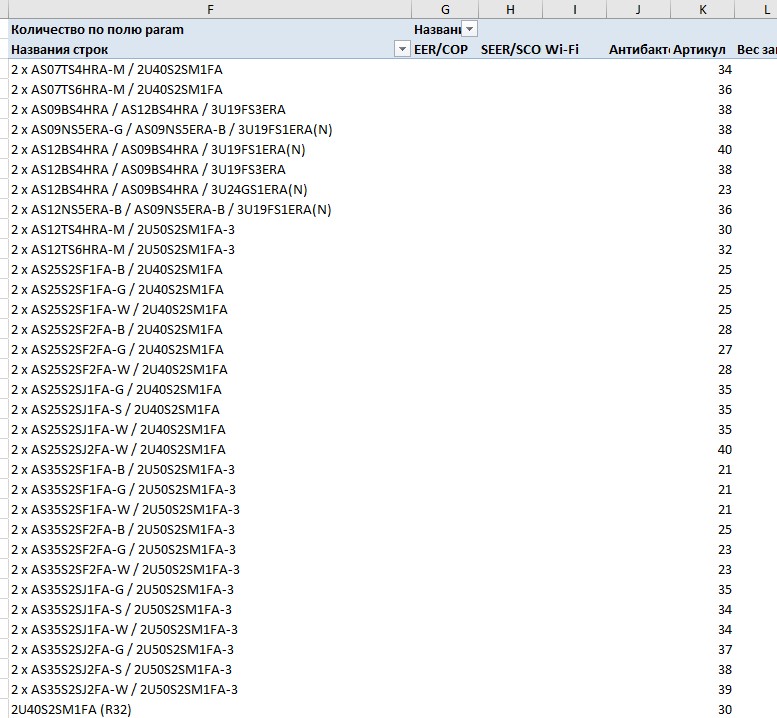 F G H I J K L
Количество по полю param Назван
Названия строк EER/COP SEER/SCO Wi-Fi Антибакт Артикул Вес за
2 x AS07TS4HRA-M / 2U40S2SM1FA 34
2 x AS07TS6HRA-M / 2U40S2SM1FA 36
2 x AS09BS4HRA / AS12BS4HRA / 3U19FS3ERA 38
2 x AS09NS5ERA-G / AS09NS5ERA-B / 3U19FS1ERA(N) 38
2 x AS12BS4HRA / AS09BS4HRA / 3U19FS1ERA(N) 40
2 x AS12BS4HRA / AS09BS4HRA / 3U19FS3ERA 38
2 x AS12BS4HRA / AS09BS4HRA / 3U24GS1ERA(N) 23
2 x AS12NS5ERA-B / AS09NS5ERA-B / 3U19FS1ERA(N) 36
2 x AS12TS4HRA-M / 2U50S2SM1FA-3 30
2 x AS12TS6HRA-M / 2U50S2SM1FA-3 32
2 x AS25S2SF1FA-B / 2U40S2SM1FA 25
2 x AS25S2SF1FA-G / 2U40S2SM1FA 25
2 x AS25S2SF1FA-W / 2U40S2SM1FA 25
2 x AS25S2SF2FA-B / 2U40S2SM1FA 28
2 x AS25S2SF2FA-G / 2U40S2SM1FA 27
2 x AS25S2SF2FA-W / 2U40S2SM1FA 28
2 x AS25S2SJ1FA-G / 2U40S2SM1FA 35
2 x AS25S2SJ1FA-S / 2U40S2SM1FA 35
2 x AS25S2SJ1FA-W / 2U40S2SM1FA 35
2 x AS25S2SJ2FA-W / 2U40S2SM1FA 40
2 x AS35S2SF1FA-B / 2U50S2SM1FA-3 21
2 x AS35S2SF1FA-G / 2U50S2SM1FA-3 21
2 x AS35S2SF1FA-W / 2U50S2SM1FA-3 21
2 x AS35S2SF2FA-B / 2U50S2SM1FA-3 25
2 x AS35S2SF2FA-G / 2U50S2SM1FA-3 23
2 x AS35S2SF2FA-W / 2U50S2SM1FA-3 23
2 x AS35S2SJ1FA-G / 2U50S2SM1FA-3 35
2 x AS35S2SJ1FA-S / 2U50S2SM1FA-3 34
2 x AS35S2SJ1FA-W / 2U50S2SM1FA-3 34
2 x AS35S2SJ2FA-G / 2U50S2SM1FA-3 37
2 x AS35S2SJ2FA-S / 2U50S2SM1FA-3 38
2 x AS35S2SJ2FA-W / 2U50S2SM1FA-3 39
2U40S2SM1FA (R32) 30